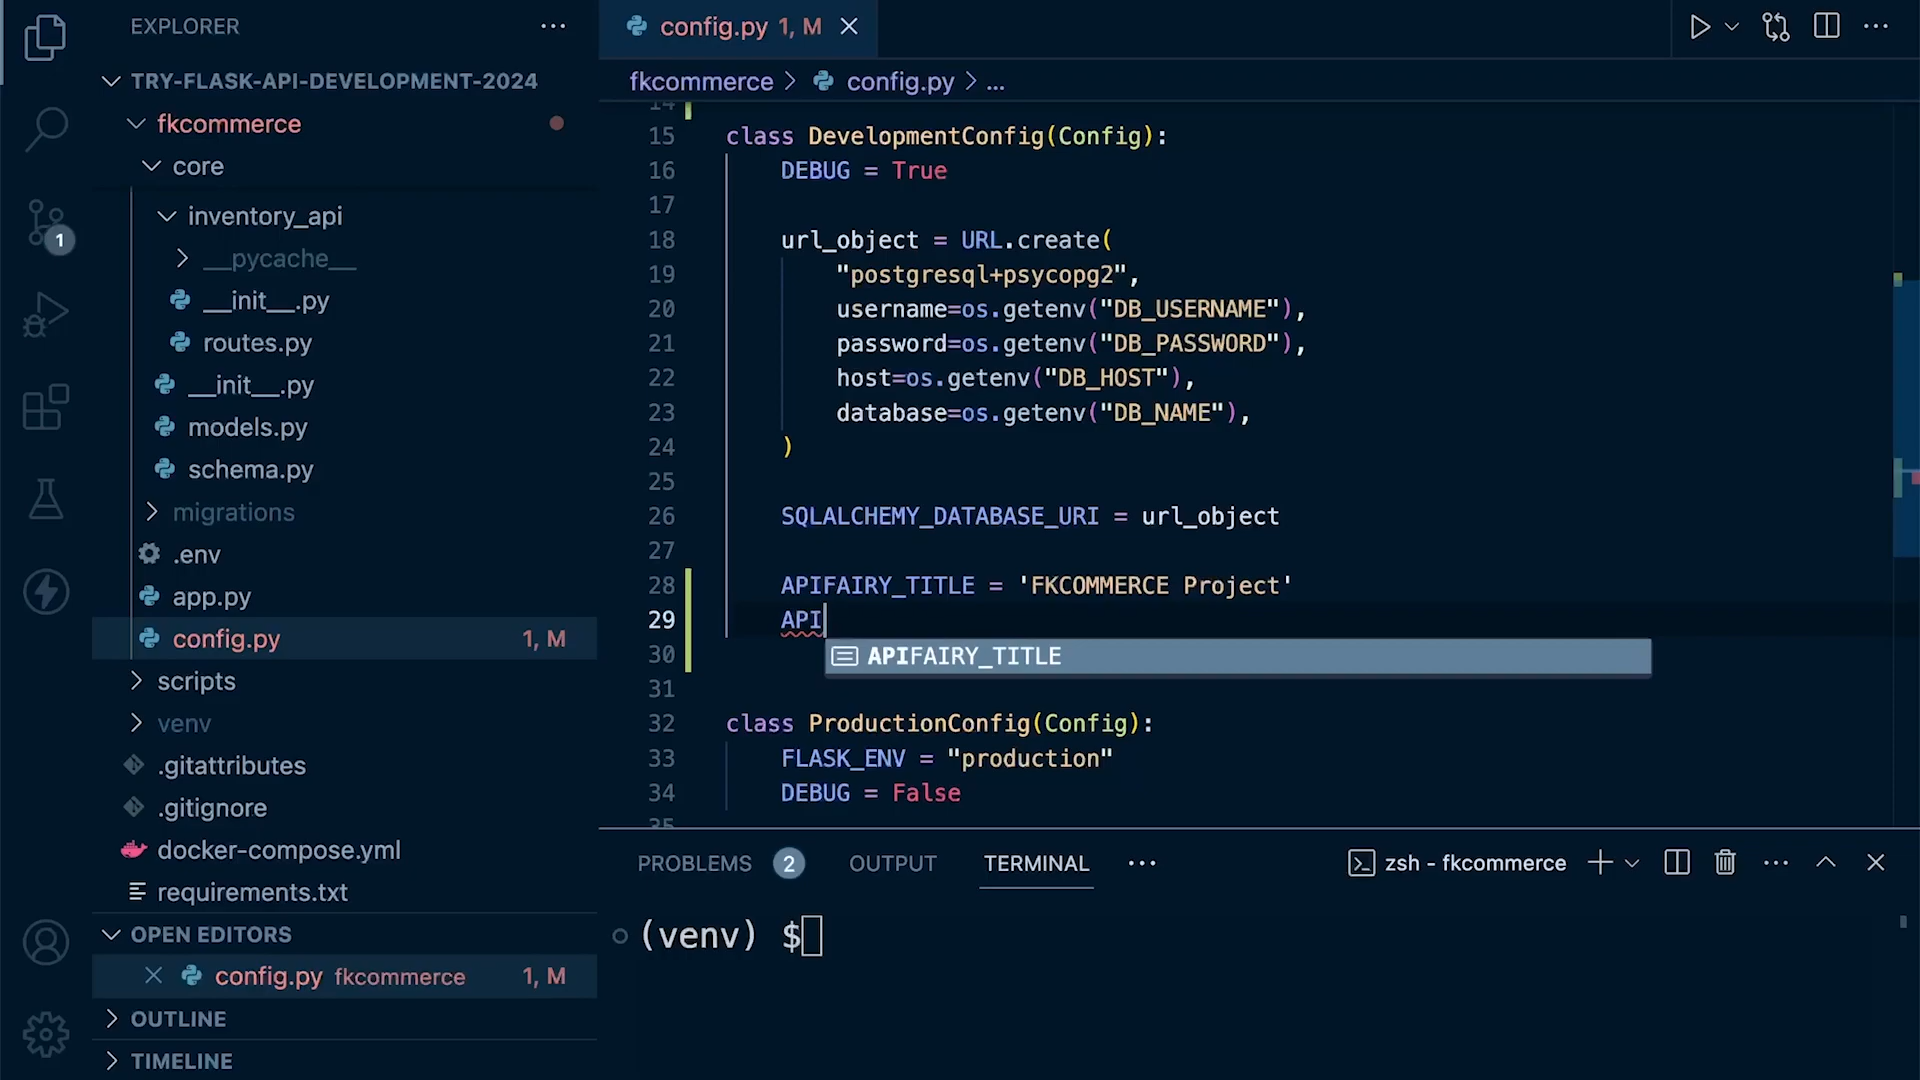 EXPLORER
TRY-FLASK-API-DEVELOPMENT-2024
fkcommerce
core
inventory_api
__pycache__
__init__.py
routes.py
__init__.py
models.py
schema.py
migrations
.env
app.py
config.py 1, M
scripts
venv
.gitattributes
.gitignore
docker-compose.yml
requirements.txt
OPEN EDITORS
config.py fkcommerce 1, M
OUTLINE
TIMELINE
1
config.py 1, M
fkcommerce > config.py > ...
14
15 class DevelopmentConfig(Config):
16 DEBUG = True
17
18 url_object = URL.create(
19 "postgresql+psycopg2",
20 username=os.getenv("DB_USERNAME"),
21 password=os.getenv("DB_PASSWORD"),
22 host=os.getenv("DB_HOST"),
23 database=os.getenv("DB_NAME"),
24 )
25
26 SQLALCHEMY_DATABASE_URI = url_object
27
28 APIFAIRY_TITLE = 'FKCOMMERCE Project'
29 API
30 APIFAIRY_TITLE
31
32 class ProductionConfig(Config):
33 FLASK_ENV = "production"
34 DEBUG = False
35
PROBLEMS 2 OUTPUT TERMINAL zsh - fkcommerce
(venv) $